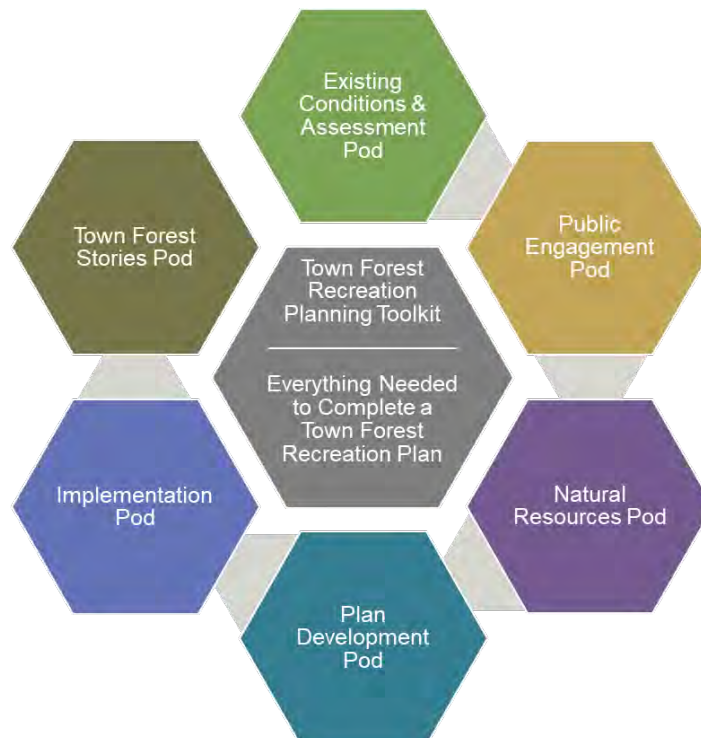 Existing
Conditions &
Assessment
Pod
Public
Engagement
Pod
Natural
Resources Pod
Plan
Development
Pod
Implementation
Pod
Town Forest
Stories Pod
Town Forest
Recreation
Planning Toolkit
Everything Needed
to Complete a
Town Forest
Recreation Plan